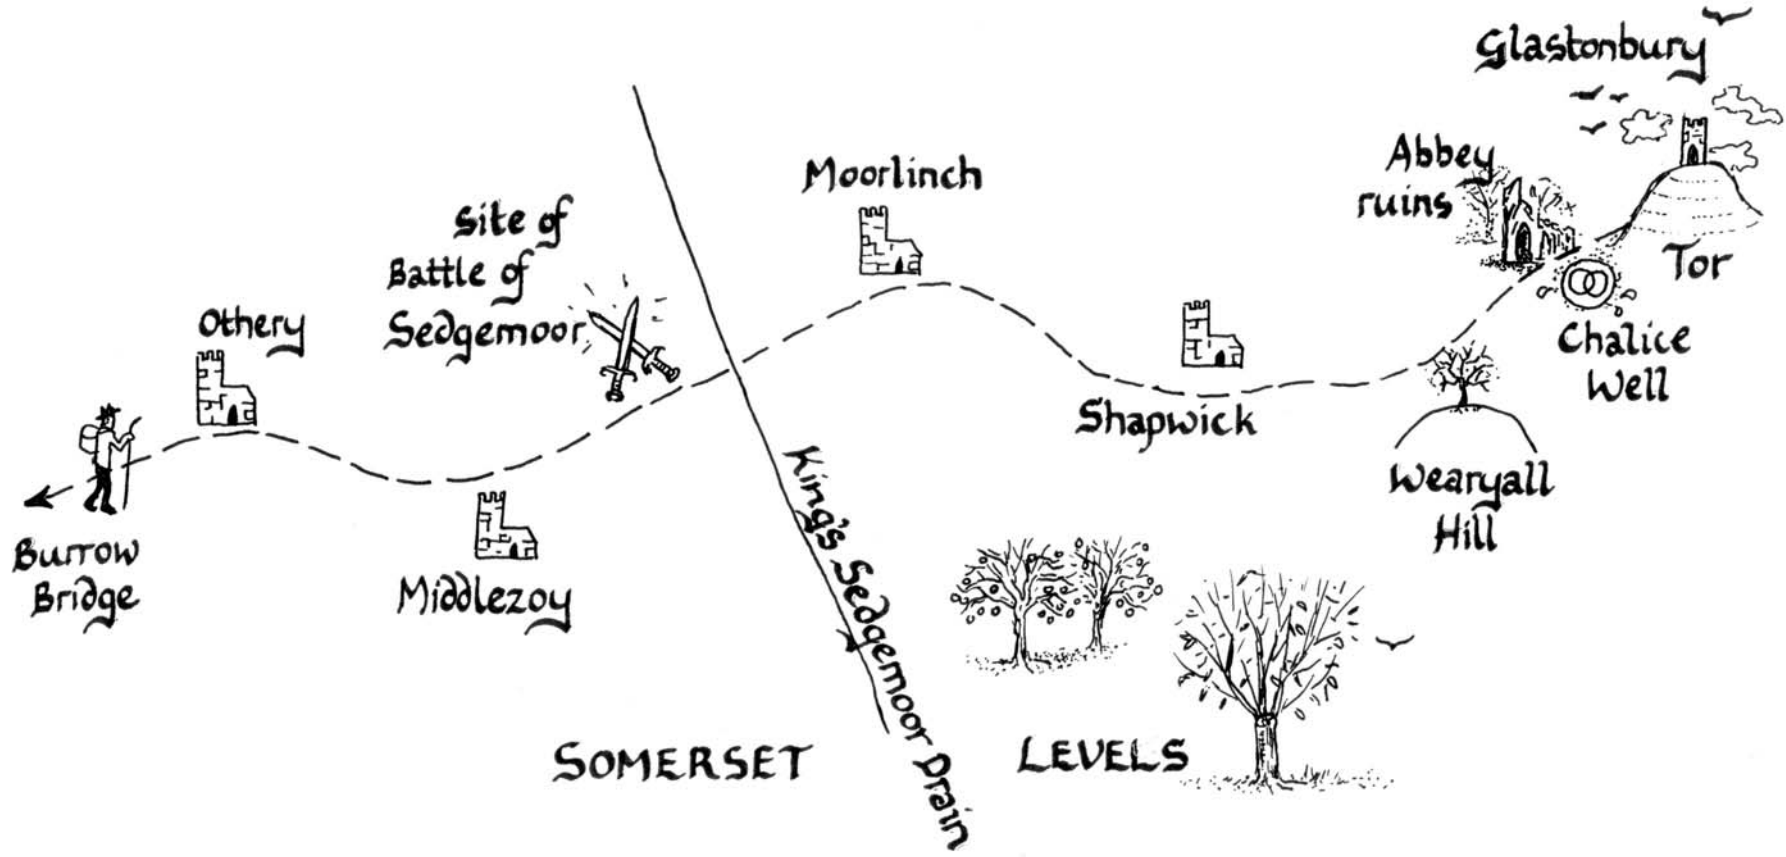 Glastonbury
Abbey
ruins
Moorlinch
Site of
Battle of
Sedgemoor
Tor
Othery
Chalice
Well
Shapwick
Wearyall
Hill
Burrow
Bridge
Middlezoy
King's Sedgemoor Drain
SOMERSET LEVELS